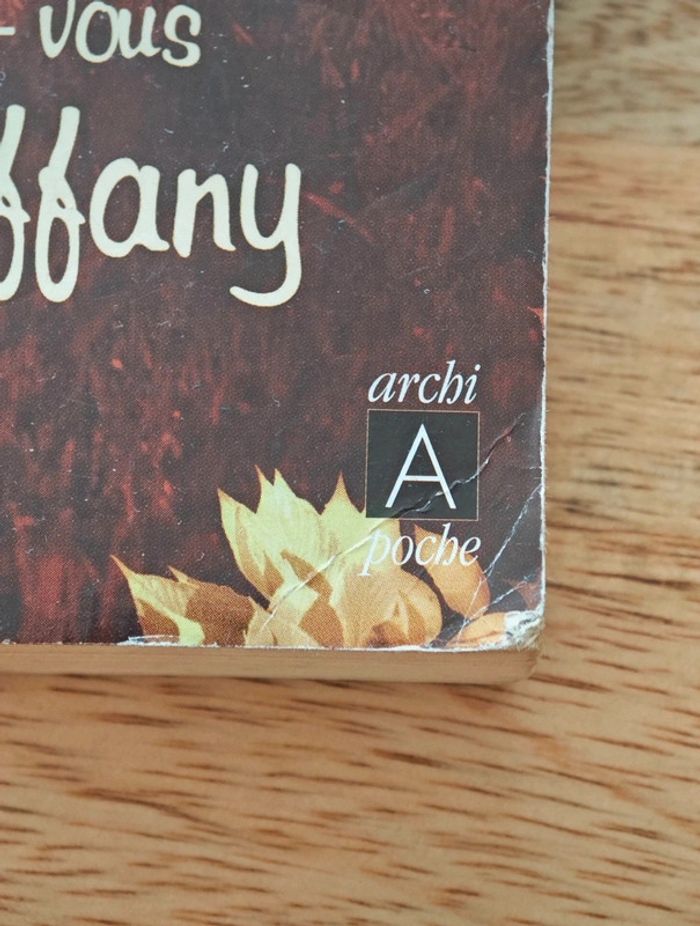 - vous
ffany
archi
A
poche